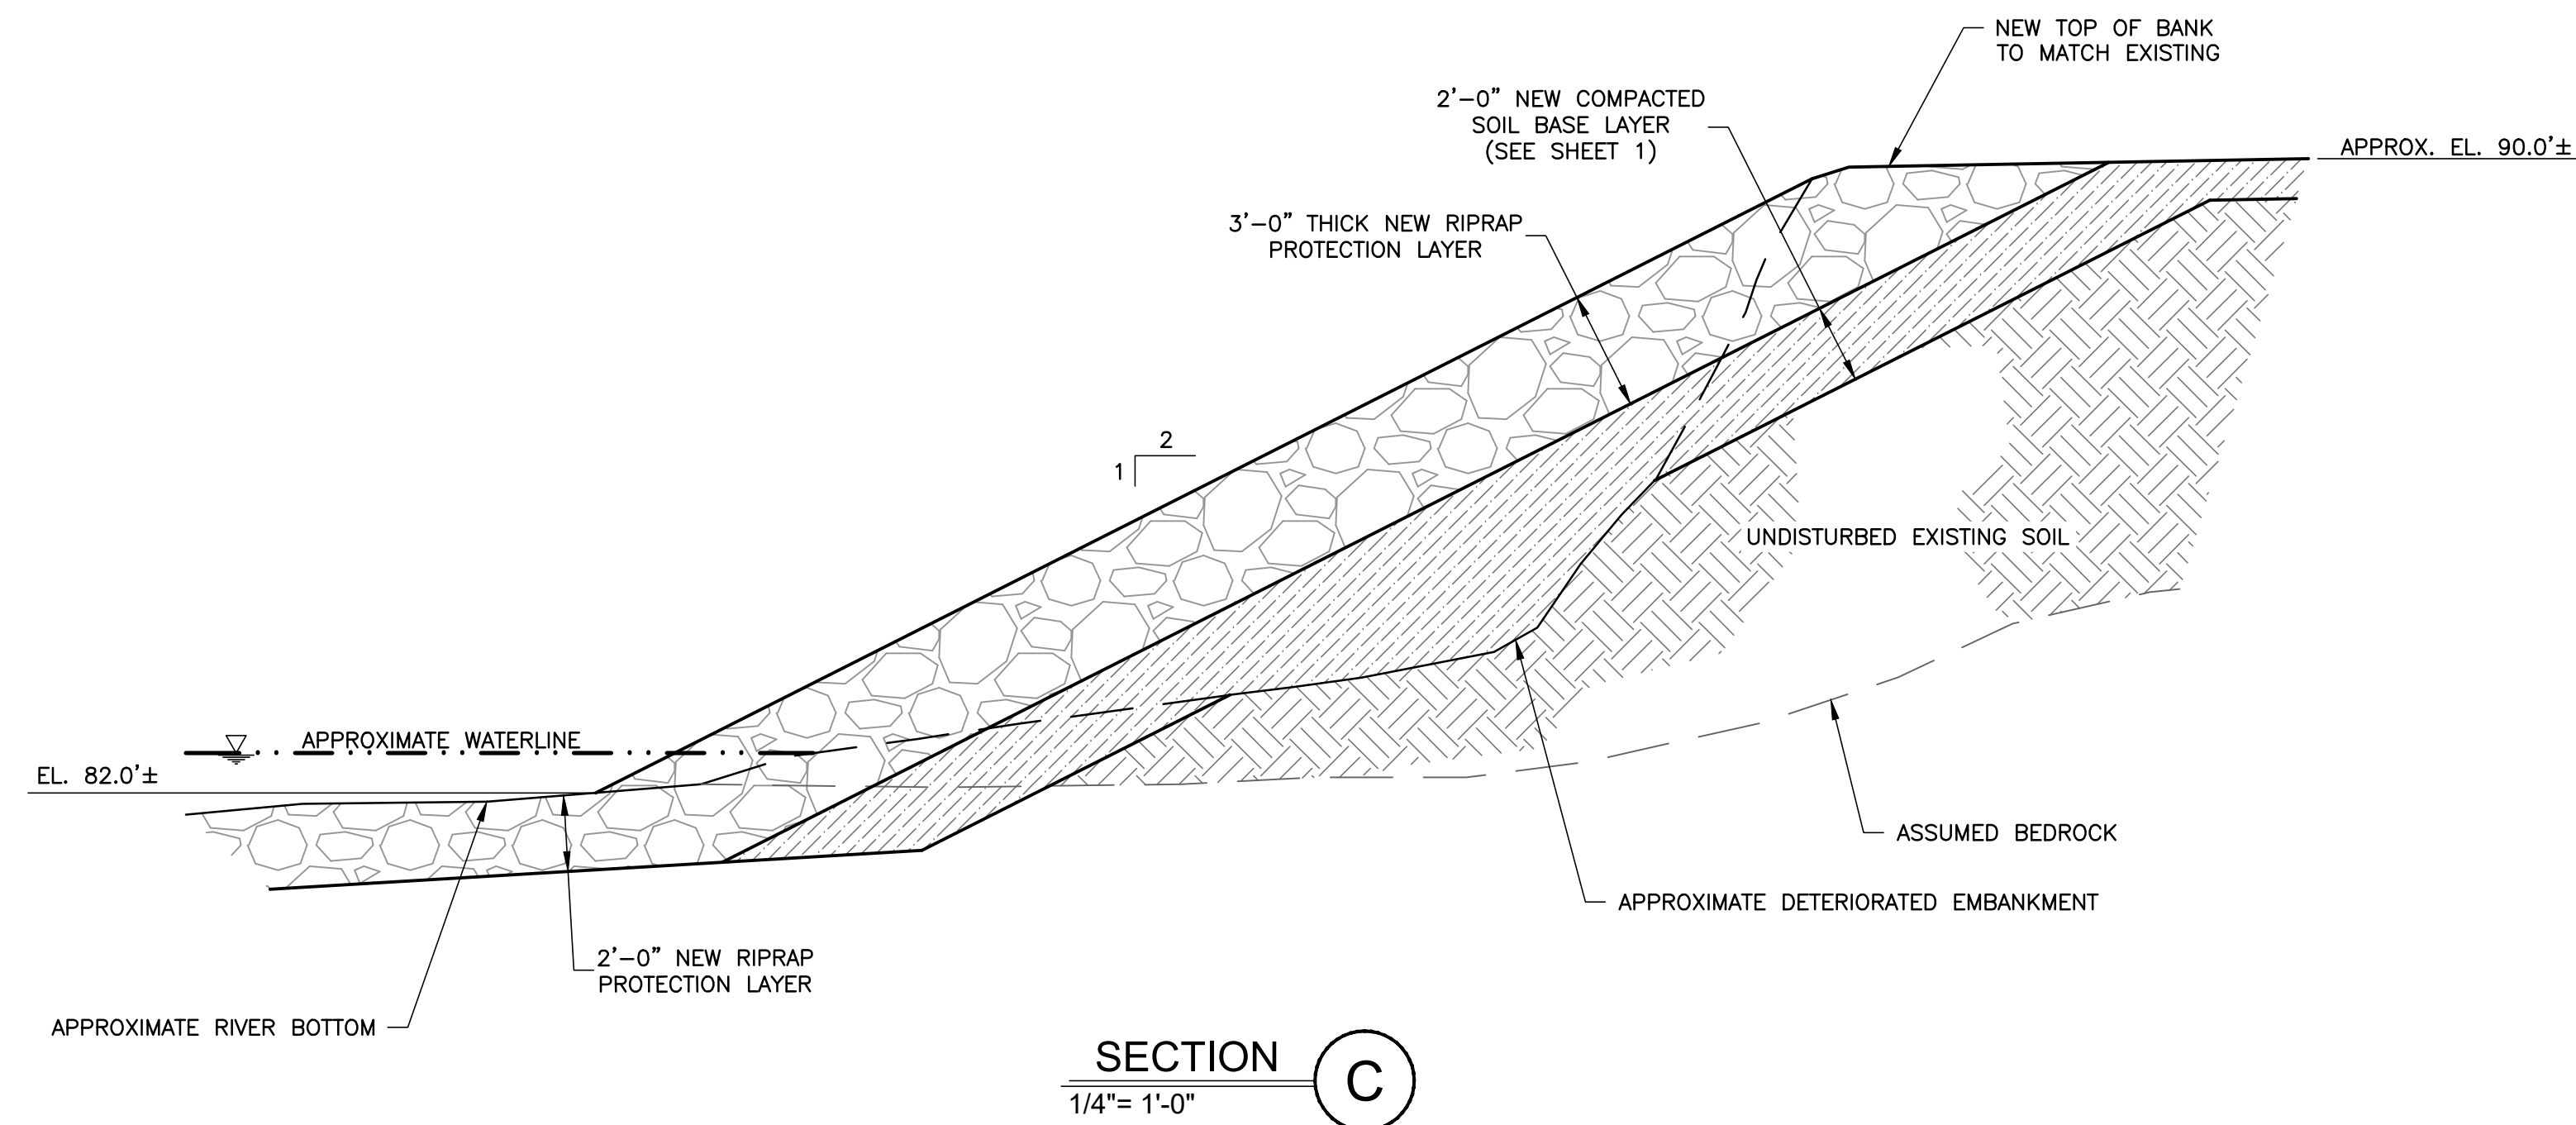 NEW TOP OF BANK
TO MATCH EXISTING
2'-0" NEW COMPACTED
SOIL BASE LAYER
(SEE SHEET 1)
APPROX. EL. 90.0'±
3'-0" THICK NEW RIPRAP
PROTECTION LAYER
2
1
UNDISTURBED EXISTING SOIL
APPROXIMATE WATERLINE
EL. 82.0'±
ASSUMED BEDROCK
APPROXIMATE DETERIORATED EMBANKMENT
2'-0" NEW RIPRAP
PROTECTION LAYER
APPROXIMATE RIVER BOTTOM
SECTION
C
1/4"= 1'-0"